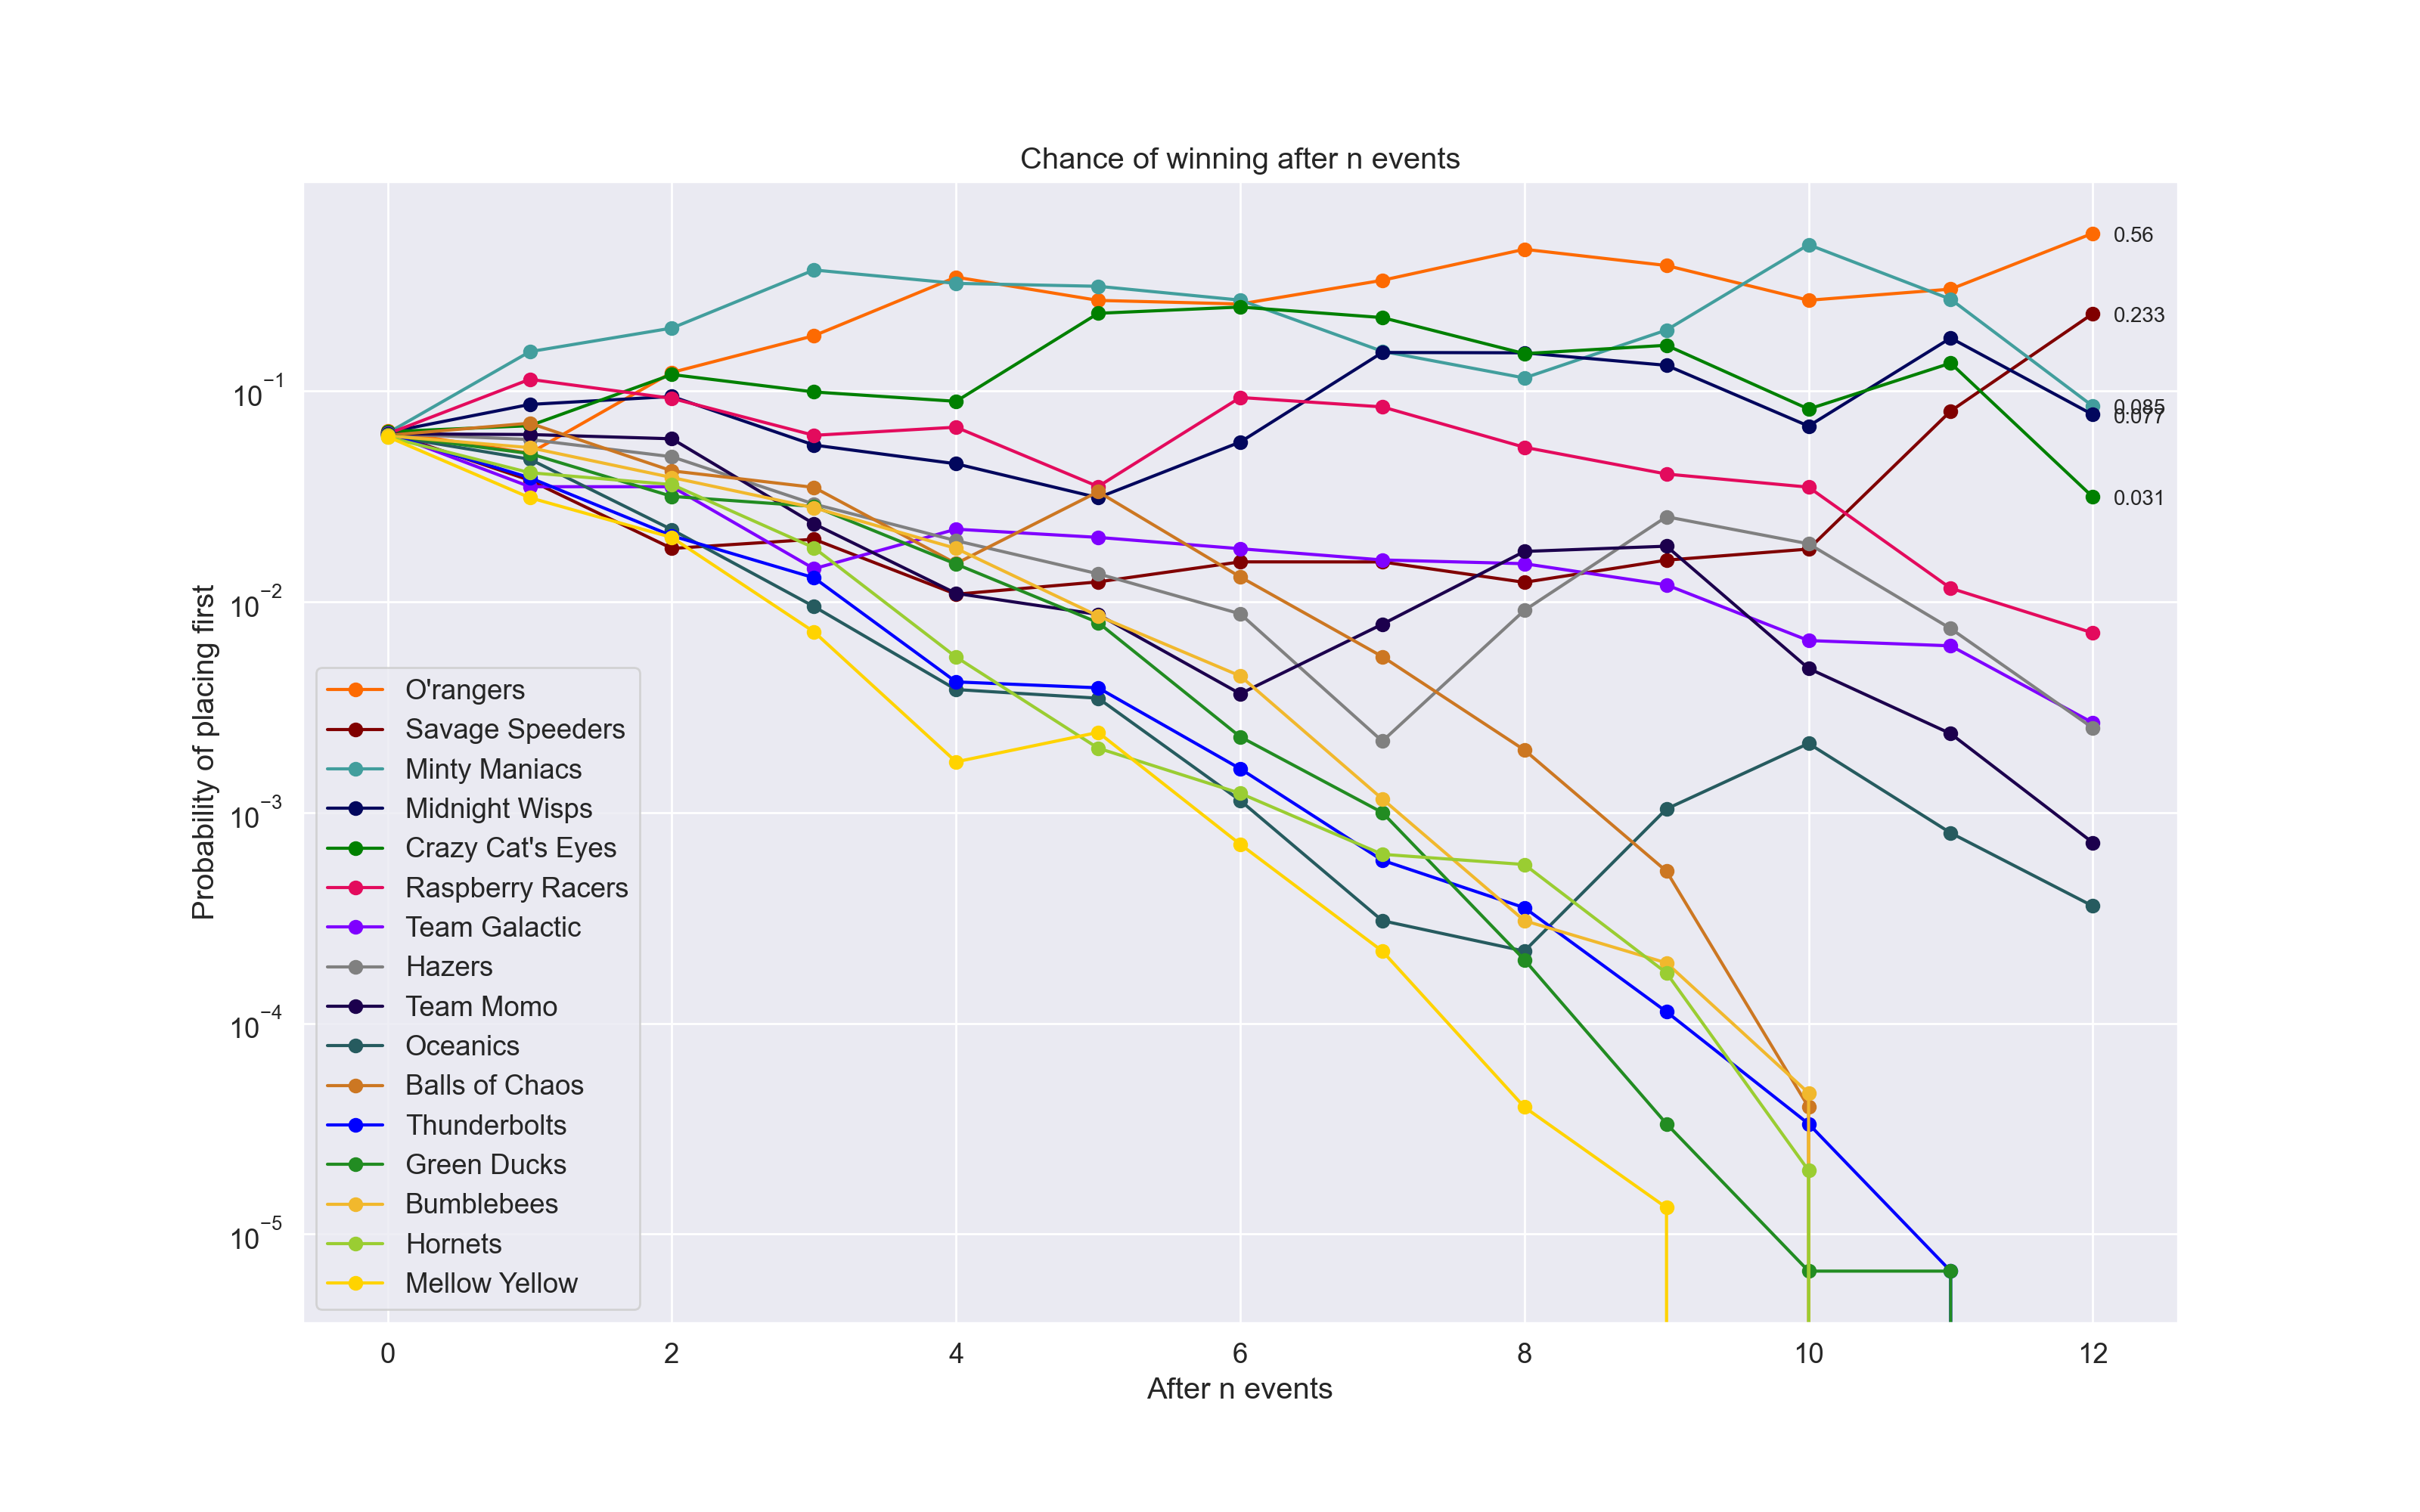 Chance of winning after n events
Probability of placing first
10⁻¹
10⁻²
10⁻³
10⁻⁴
10⁻⁵
0.56
0.233
0.085
0.077
0.031
O'rangers
Savage Speeders
Minty Maniacs
Midnight Wisps
Crazy Cat's Eyes
Raspberry Racers
Team Galactic
Hazers
Team Momo
Oceanics
Balls of Chaos
Thunderbolts
Green Ducks
Bumblebees
Hornets
Mellow Yellow
0 2 4 6 8 10 12
After n events